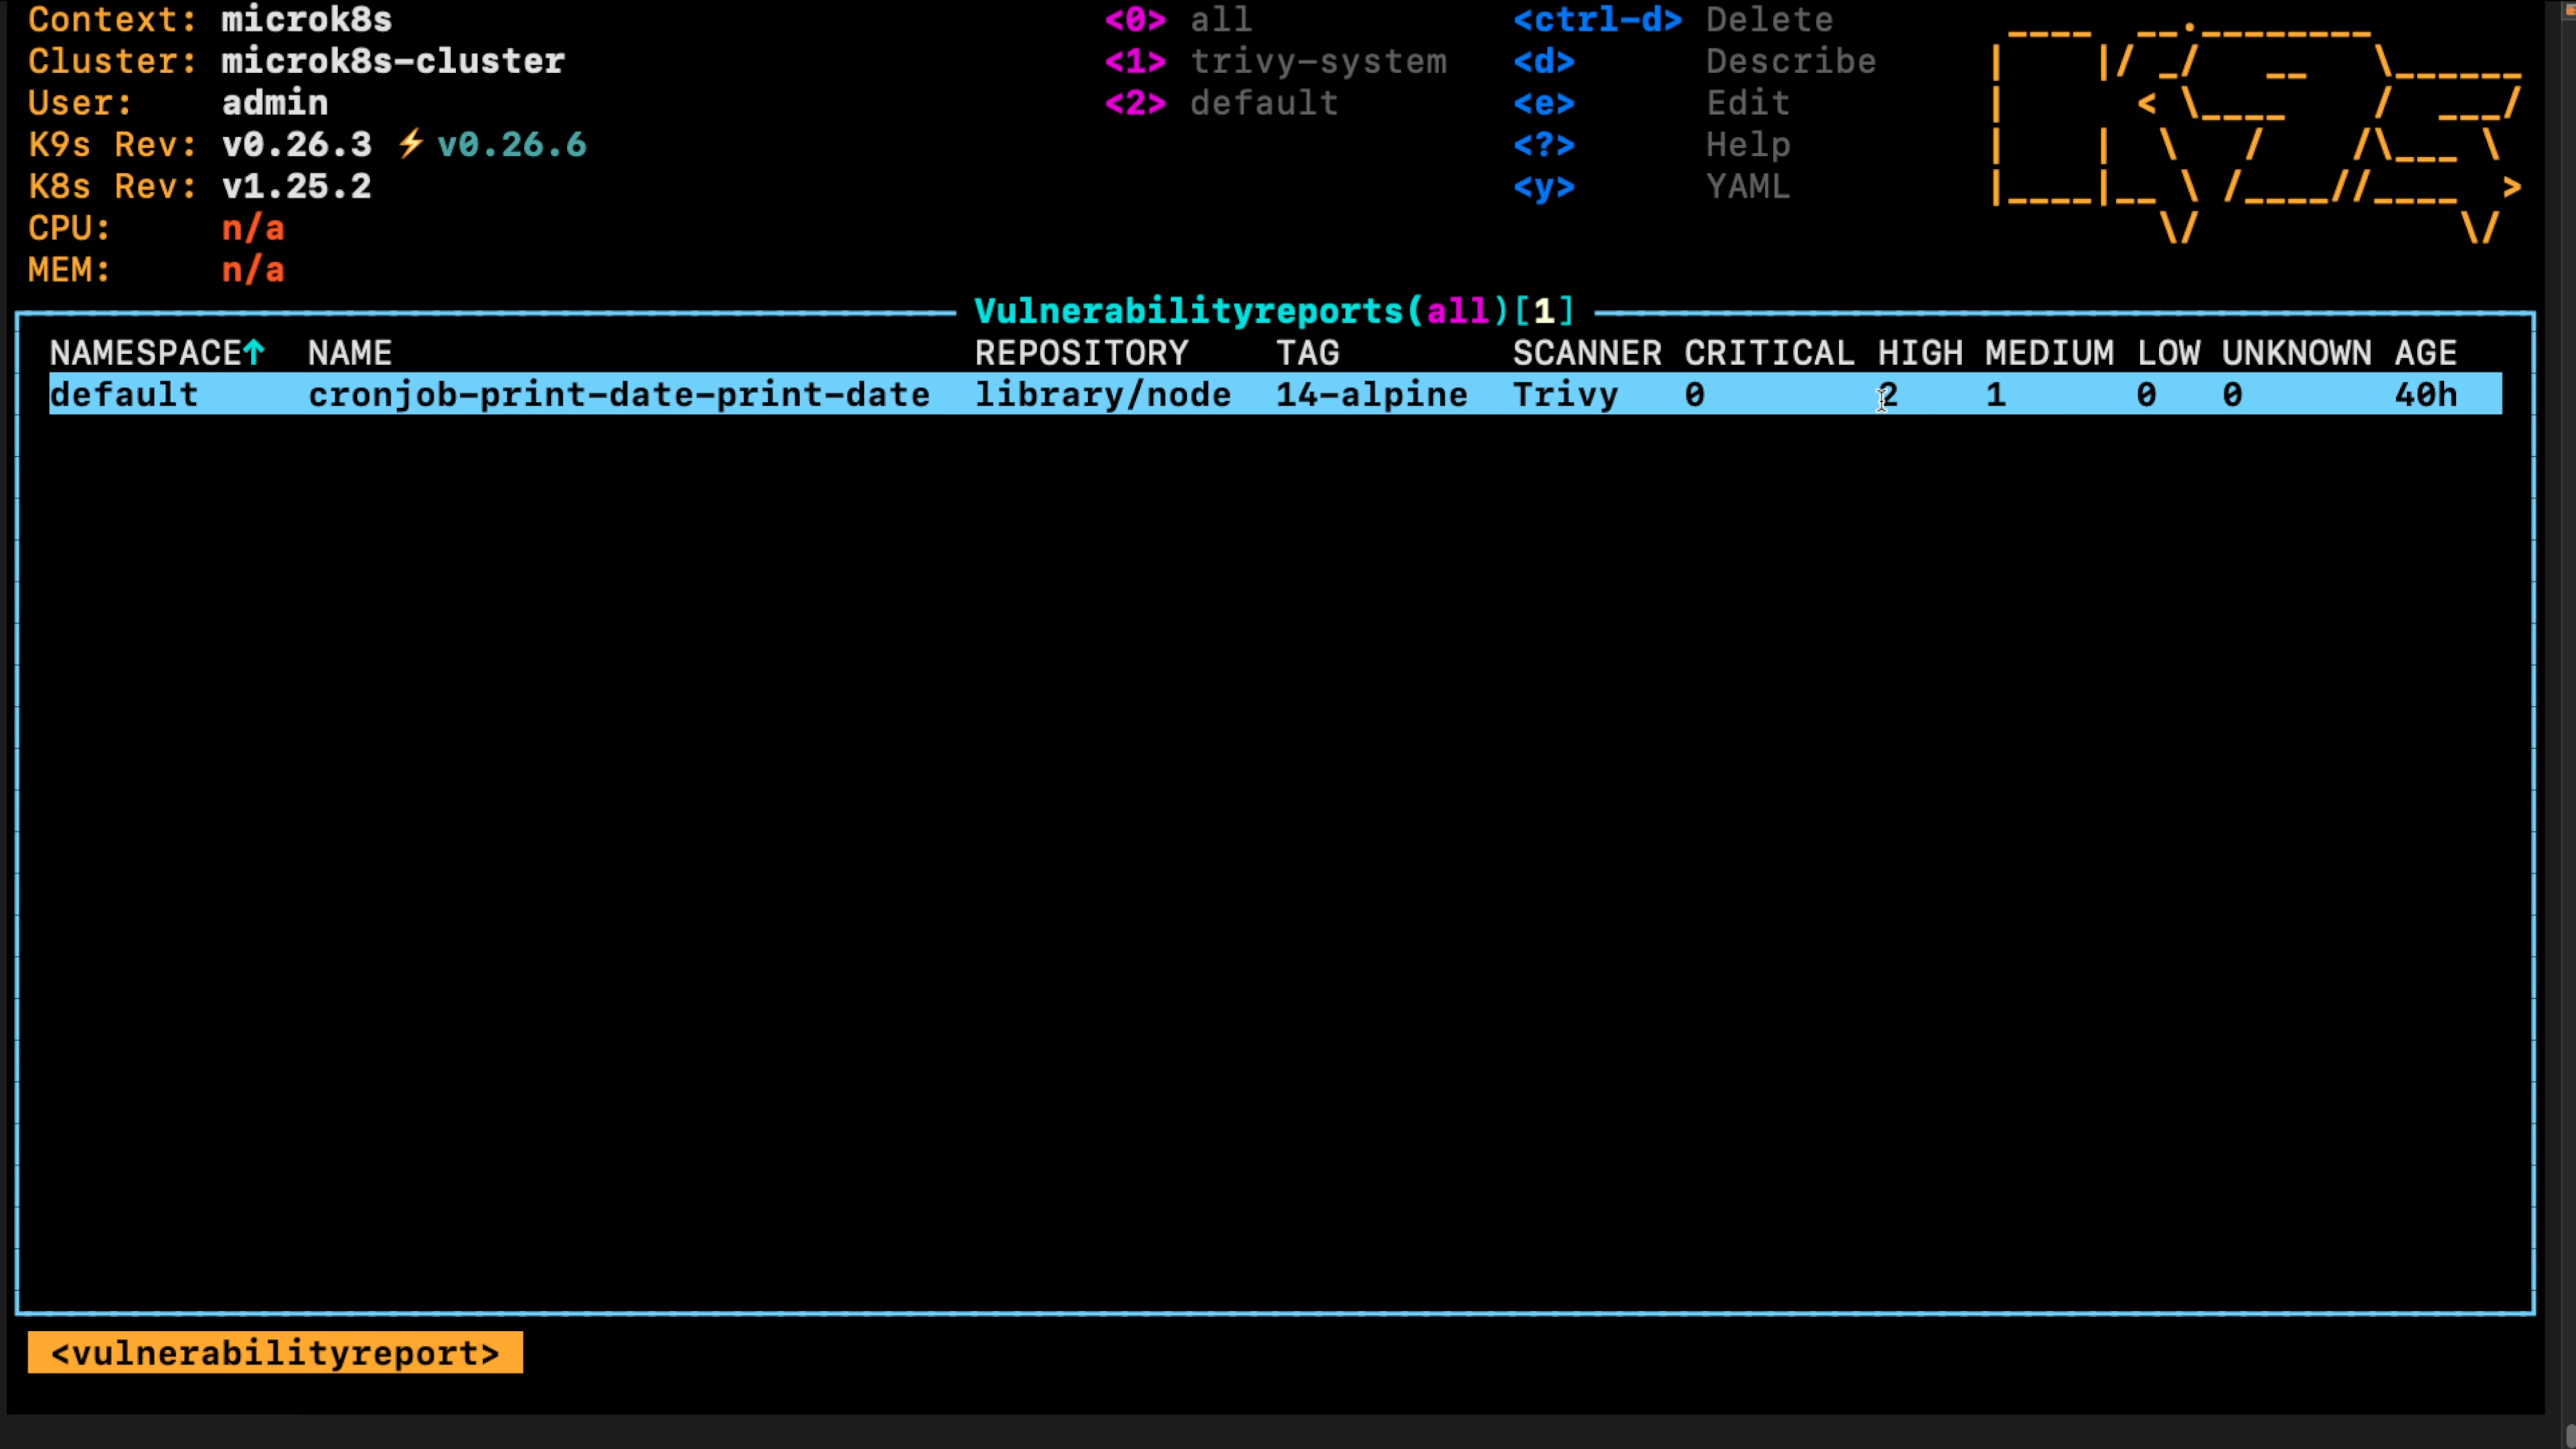 Context: microk8s <0> all <ctrl-d> Delete
Cluster: microk8s-cluster <1> trivy-system <d> Describe
User: admin <2> default <e> Edit
K9s Rev: v0.26.3 ⚡ v0.26.6 <?> Help
K8s Rev: v1.25.2 <y> YAML
CPU: n/a
MEM: n/a
Vulnerabilityreports(all)[1]
NAMESPACE↑ NAME REPOSITORY TAG SCANNER CRITICAL HIGH MEDIUM LOW UNKNOWN AGE
default cronjob-print-date-print-date library/node 14-alpine Trivy 0 2 1 0 0 40h
<vulnerabilityreport>